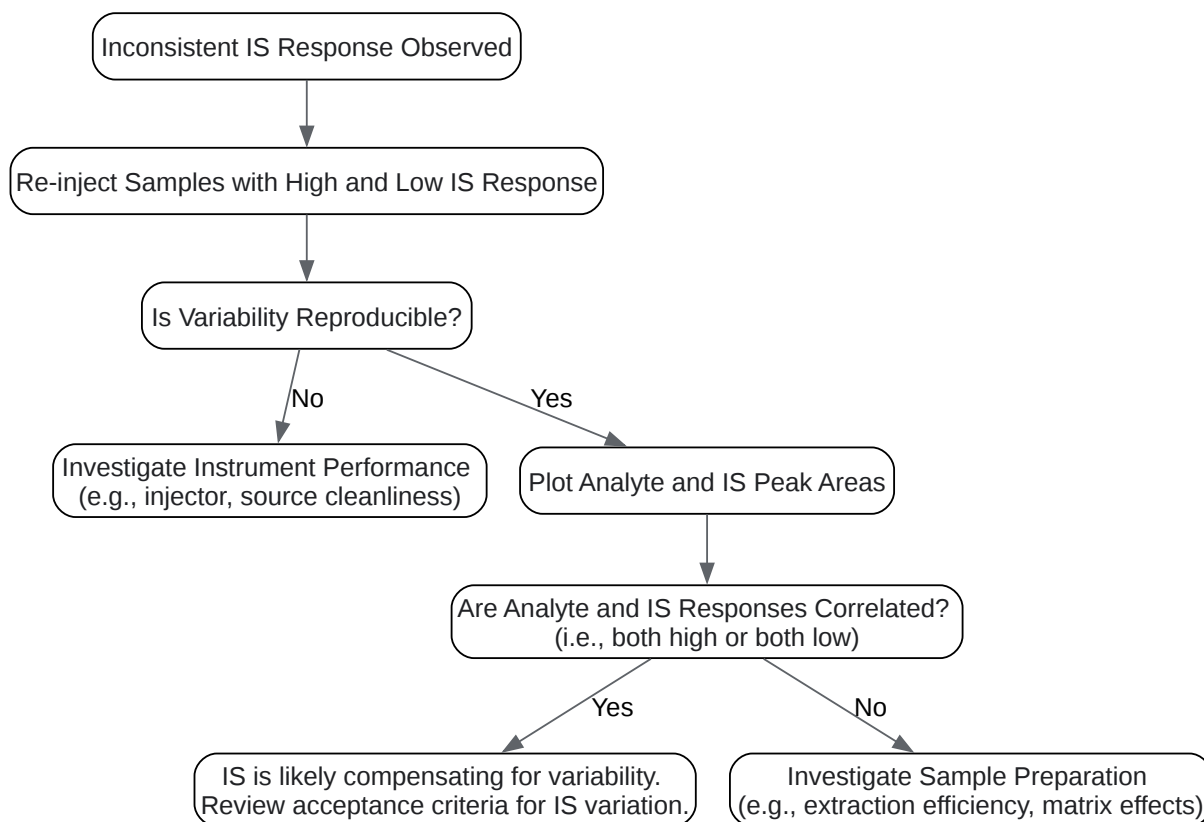 Inconsistent IS Response Observed
Re-inject Samples with High and Low IS Response
Is Variability Reproducible?
No
Yes
Investigate Instrument Performance
(e.g., injector, source cleanliness)
Plot Analyte and IS Peak Areas
Are Analyte and IS Responses Correlated?
(i.e., both high or both low)
Yes
No
IS is likely compensating for variability.
Review acceptance criteria for IS variation.
Investigate Sample Preparation
(e.g., extraction efficiency, matrix effects)